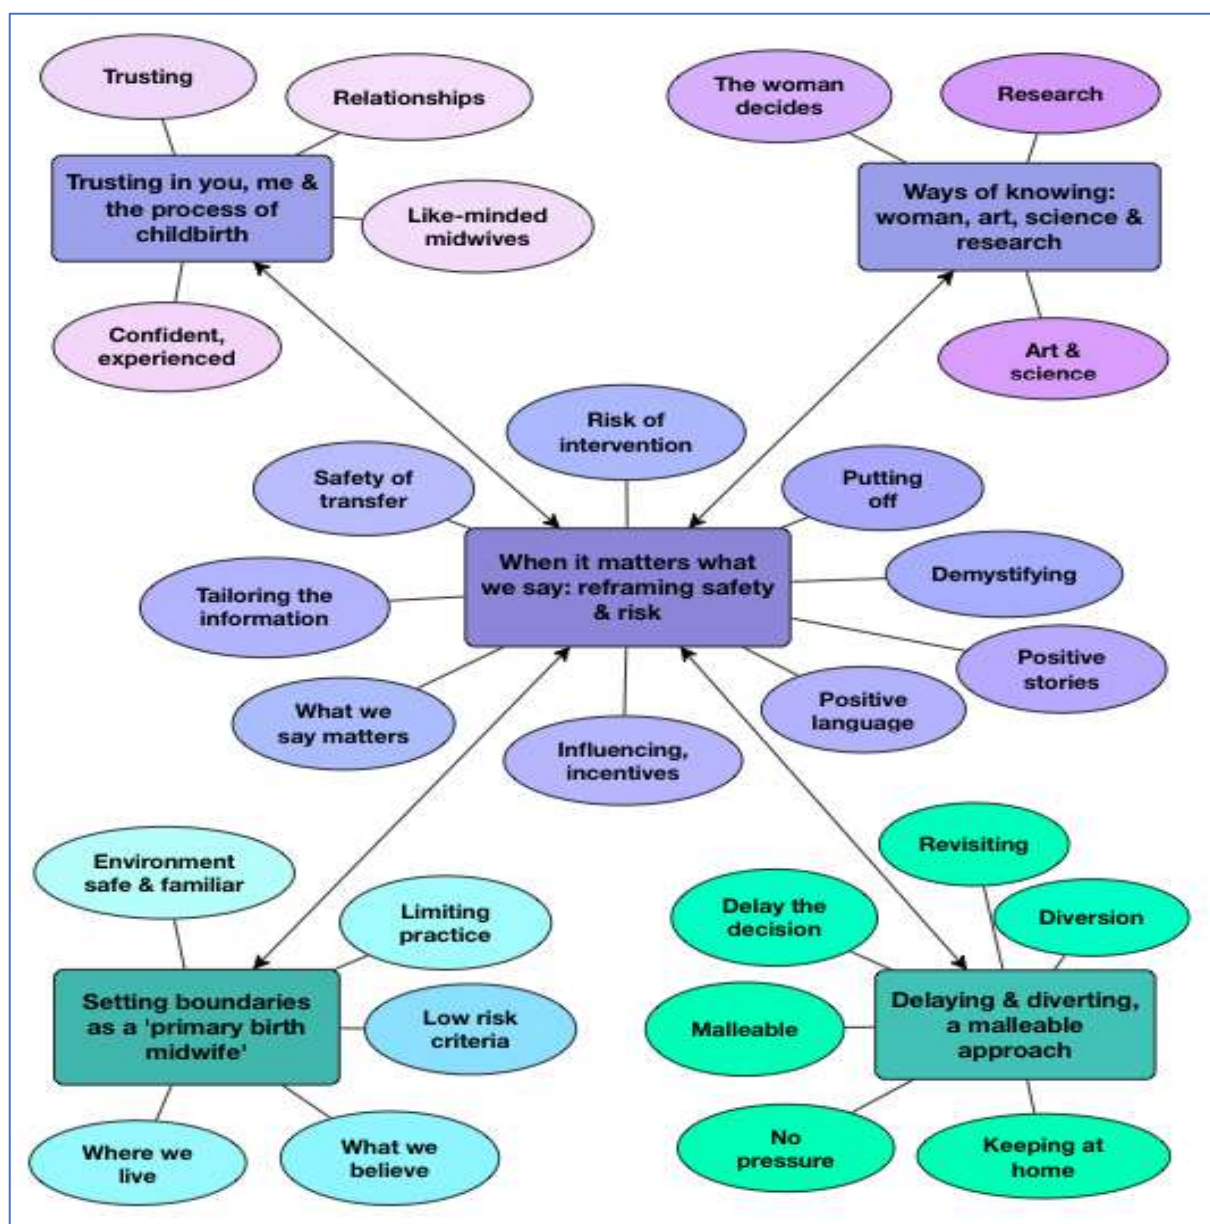 Trusting
Relationships
Trusting in you, me &
the process of
childbirth
Like-minded
midwives
Confident,
experienced
The woman
decides
Research
Ways of knowing:
woman, art, science &
research
Art &
science
Risk of
intervention
Safety of
transfer
Putting
off
When it matters what
we say: reframing safety
& risk
Tailoring the
information
Demystifying
Positive
stories
What we
say matters
Influencing,
incentives
Positive
language
Environment
safe & familiar
Limiting
practice
Setting boundaries
as a 'primary birth
midwife'
Low risk
criteria
Where we
live
What we
believe
Revisiting
Delay the
decision
Diversion
Malleable
Delaying & diverting,
a malleable
approach
No
pressure
Keeping at
home